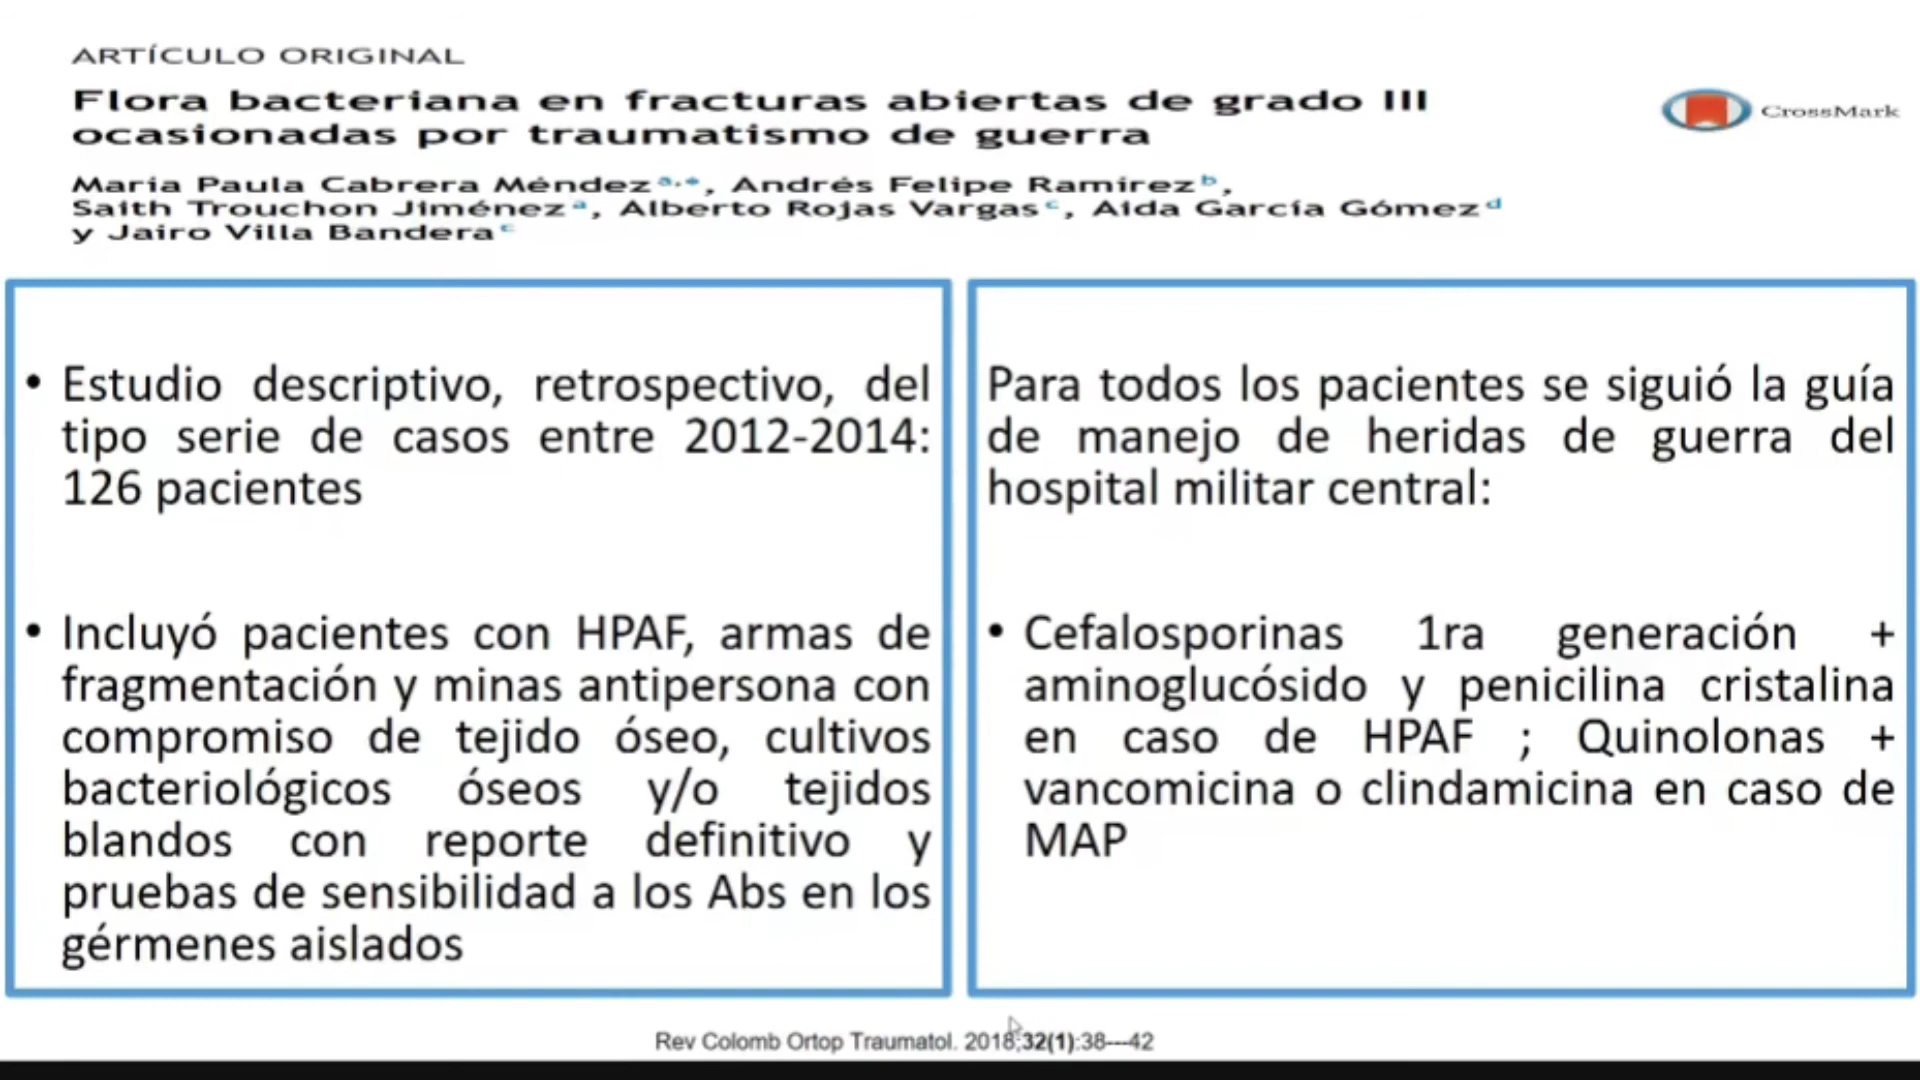 ARTÍCULO ORIGINAL
Flora bacteriana en fracturas abiertas de grado III
ocasionadas por traumatismo de guerra
CrossMark
María Paula Cabrera Méndez a,*, Andrés Felipe Ramírez b,
Saith Trouchon Jiménez a, Alberto Rojas Vargas c, Aida García Gómez d
y Jairo Villa Bandera c
• Estudio descriptivo, retrospectivo, del
tipo serie de casos entre 2012-2014:
126 pacientes
• Incluyó pacientes con HPAF, armas de
fragmentación y minas antipersona con
compromiso de tejido óseo, cultivos
bacteriológicos óseos y/o tejidos
blandos con reporte definitivo y
pruebas de sensibilidad a los Abs en los
gérmenes aislados
Para todos los pacientes se siguió la guía
de manejo de heridas de guerra del
hospital militar central:
• Cefalosporinas 1ra generación +
aminoglucósido y penicilina cristalina
en caso de HPAF ; Quinolonas +
vancomicina o clindamicina en caso de
MAP
Rev Colomb Ortop Traumatol. 2018;32(1):38---42